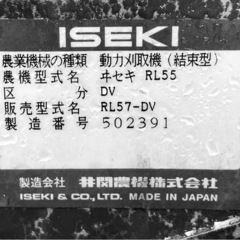 ISEKI
農業機械の種類 動力刈取機(結束型)
農機型式名 ヰセキ RL55
区分 DV
販売型式名 RL57-DV
製造番号 502391
製造会社 井関農機株式会社
ISEKI & CO., LTD. MADE IN JAPAN